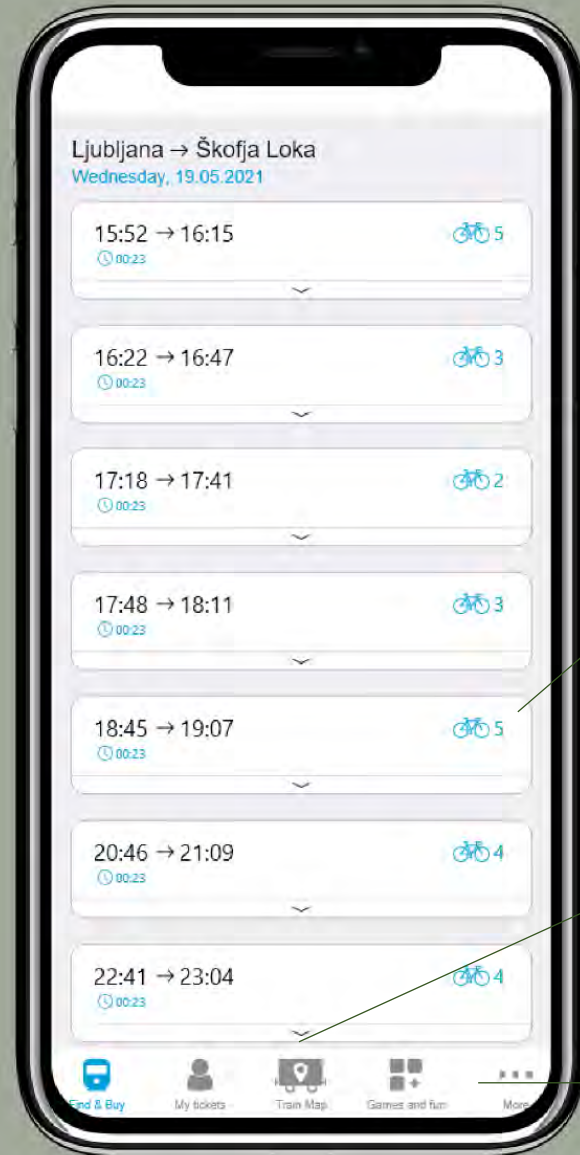 Ljubljana → Škofja Loka
Wednesday, 19.05.2021
15:52 → 16:15
5
00:23
16:22 → 16:47
3
00:23
17:18 → 17:41
2
00:23
17:48 → 18:11
3
00:23
18:45 → 19:07
5
00:23
20:46 → 21:09
4
00:23
22:41 → 23:04
4
00:23
Find & Buy
My tickets
Train Map
Games and fun
More